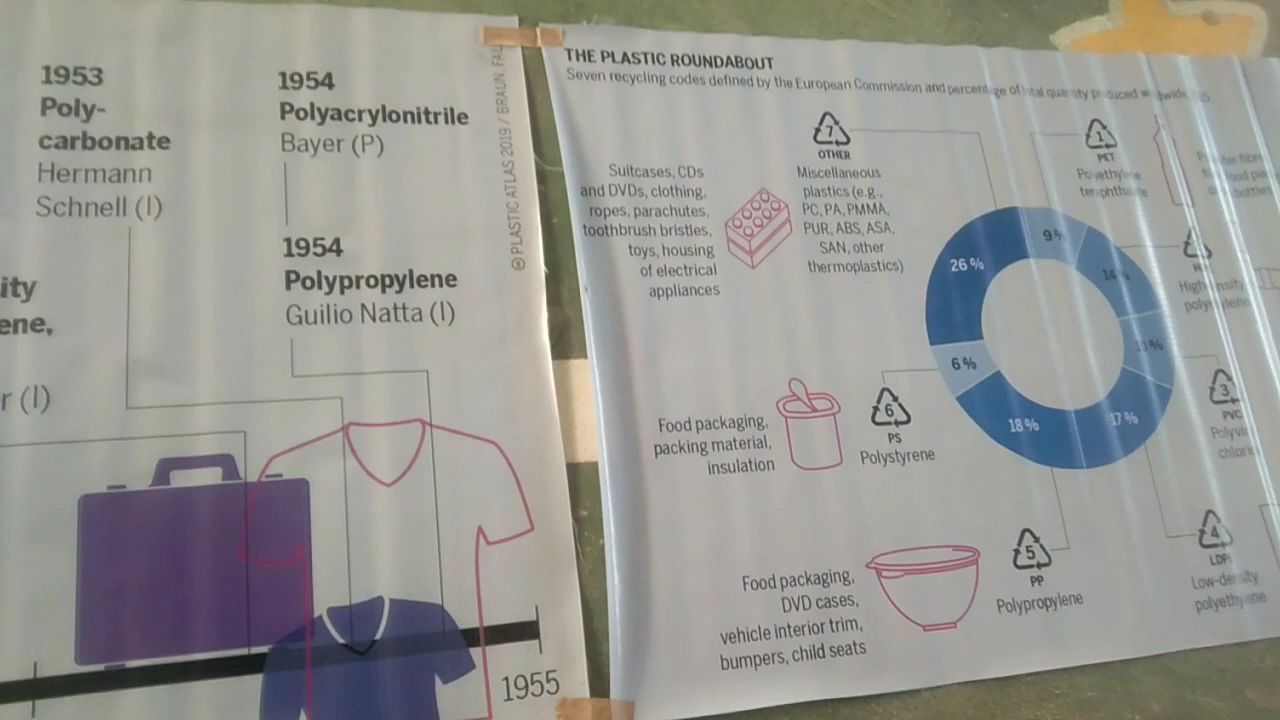 1953
Poly-
carbonate
Hermann
Schnell (I)
1954
Polyacrylonitrile
Bayer (P)
1954
Polypropylene
Guilio Natta (I)
ity
ene,
r (I)
1955
© PLASTIC ATLAS 2019 / BRAUN, FAL
THE PLASTIC ROUNDABOUT
Seven recycling codes defined by the European Commission and percentage of total quantity produced
7
OTHER
Miscellaneous
plastics (e.g.,
PC, PA, PMMA,
PUR, ABS, ASA,
SAN, other
thermoplastics)
Suitcases, CDs
and DVDs, clothing,
ropes, parachutes,
toothbrush bristles,
toys, housing
of electrical
appliances
1
PET
Polyethylene
bottles
High-density
26 %
9 %
14 %
6 %
18 %
17 %
6
PS
Polystyrene
Food packaging,
packing material,
insulation
3
PVC
5
PP
Polypropylene
Food packaging,
DVD cases,
vehicle interior trim,
bumpers, child seats
4
Low-density
polyethylene